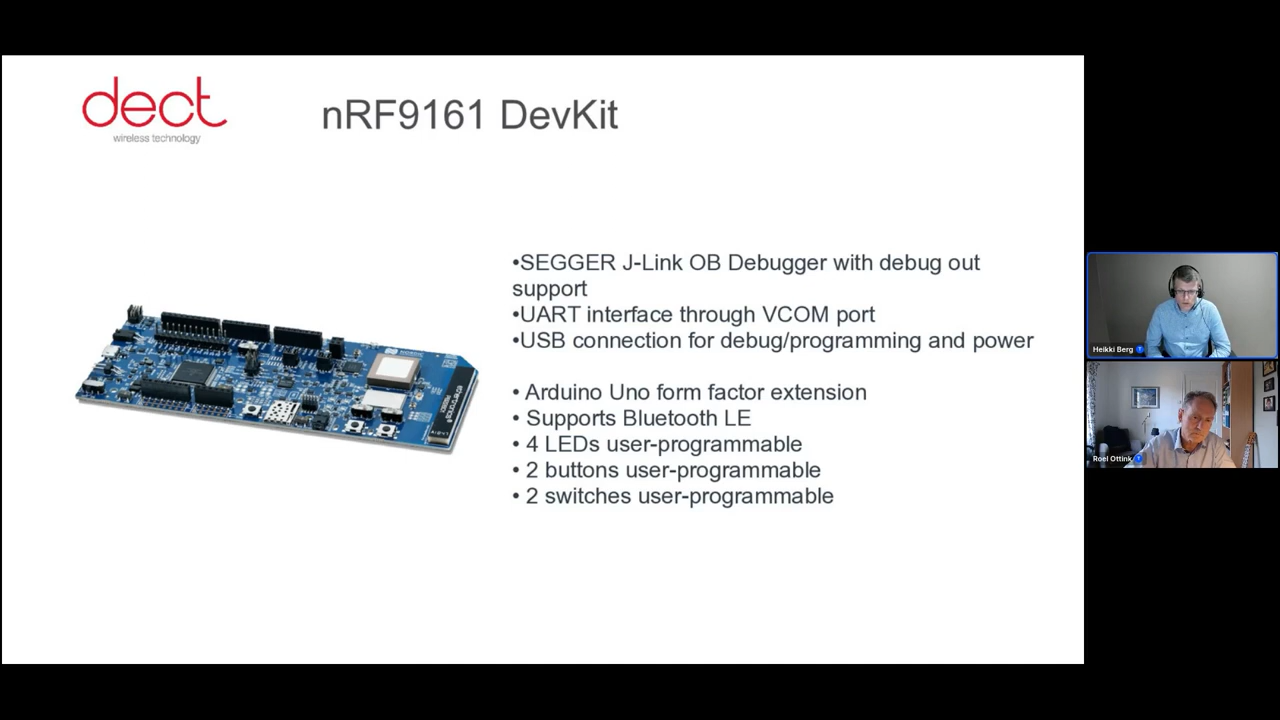 dect
wireless technology
nRF9161 DevKit
•SEGGER J-Link OB Debugger with debug out
support
•UART interface through VCOM port
•USB connection for debug/programming and power
• Arduino Uno form factor extension
• Supports Bluetooth LE
• 4 LEDs user-programmable
• 2 buttons user-programmable
• 2 switches user-programmable
Heikki Berg
Roel Ottink